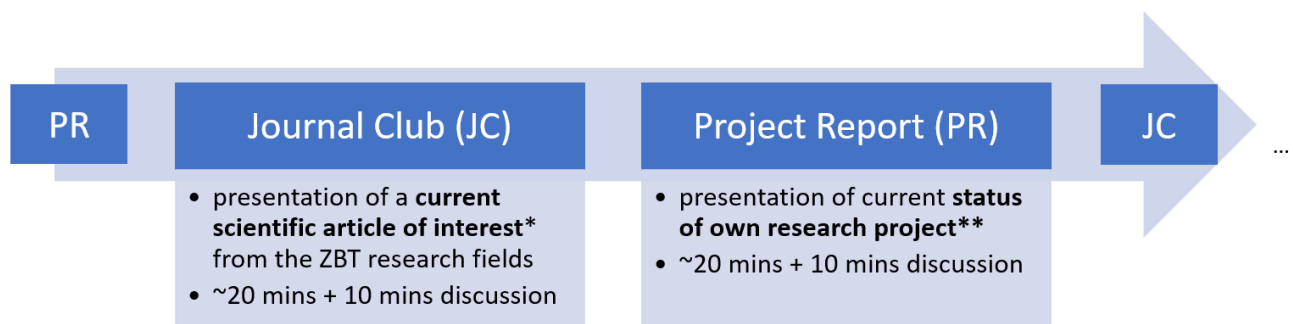 PR
Journal Club (JC)
Project Report (PR)
JC
...
• presentation of a current
scientific article of interest*
from the ZBT research fields
• ~20 mins + 10 mins discussion
• presentation of current status
of own research project**
• ~20 mins + 10 mins discussion